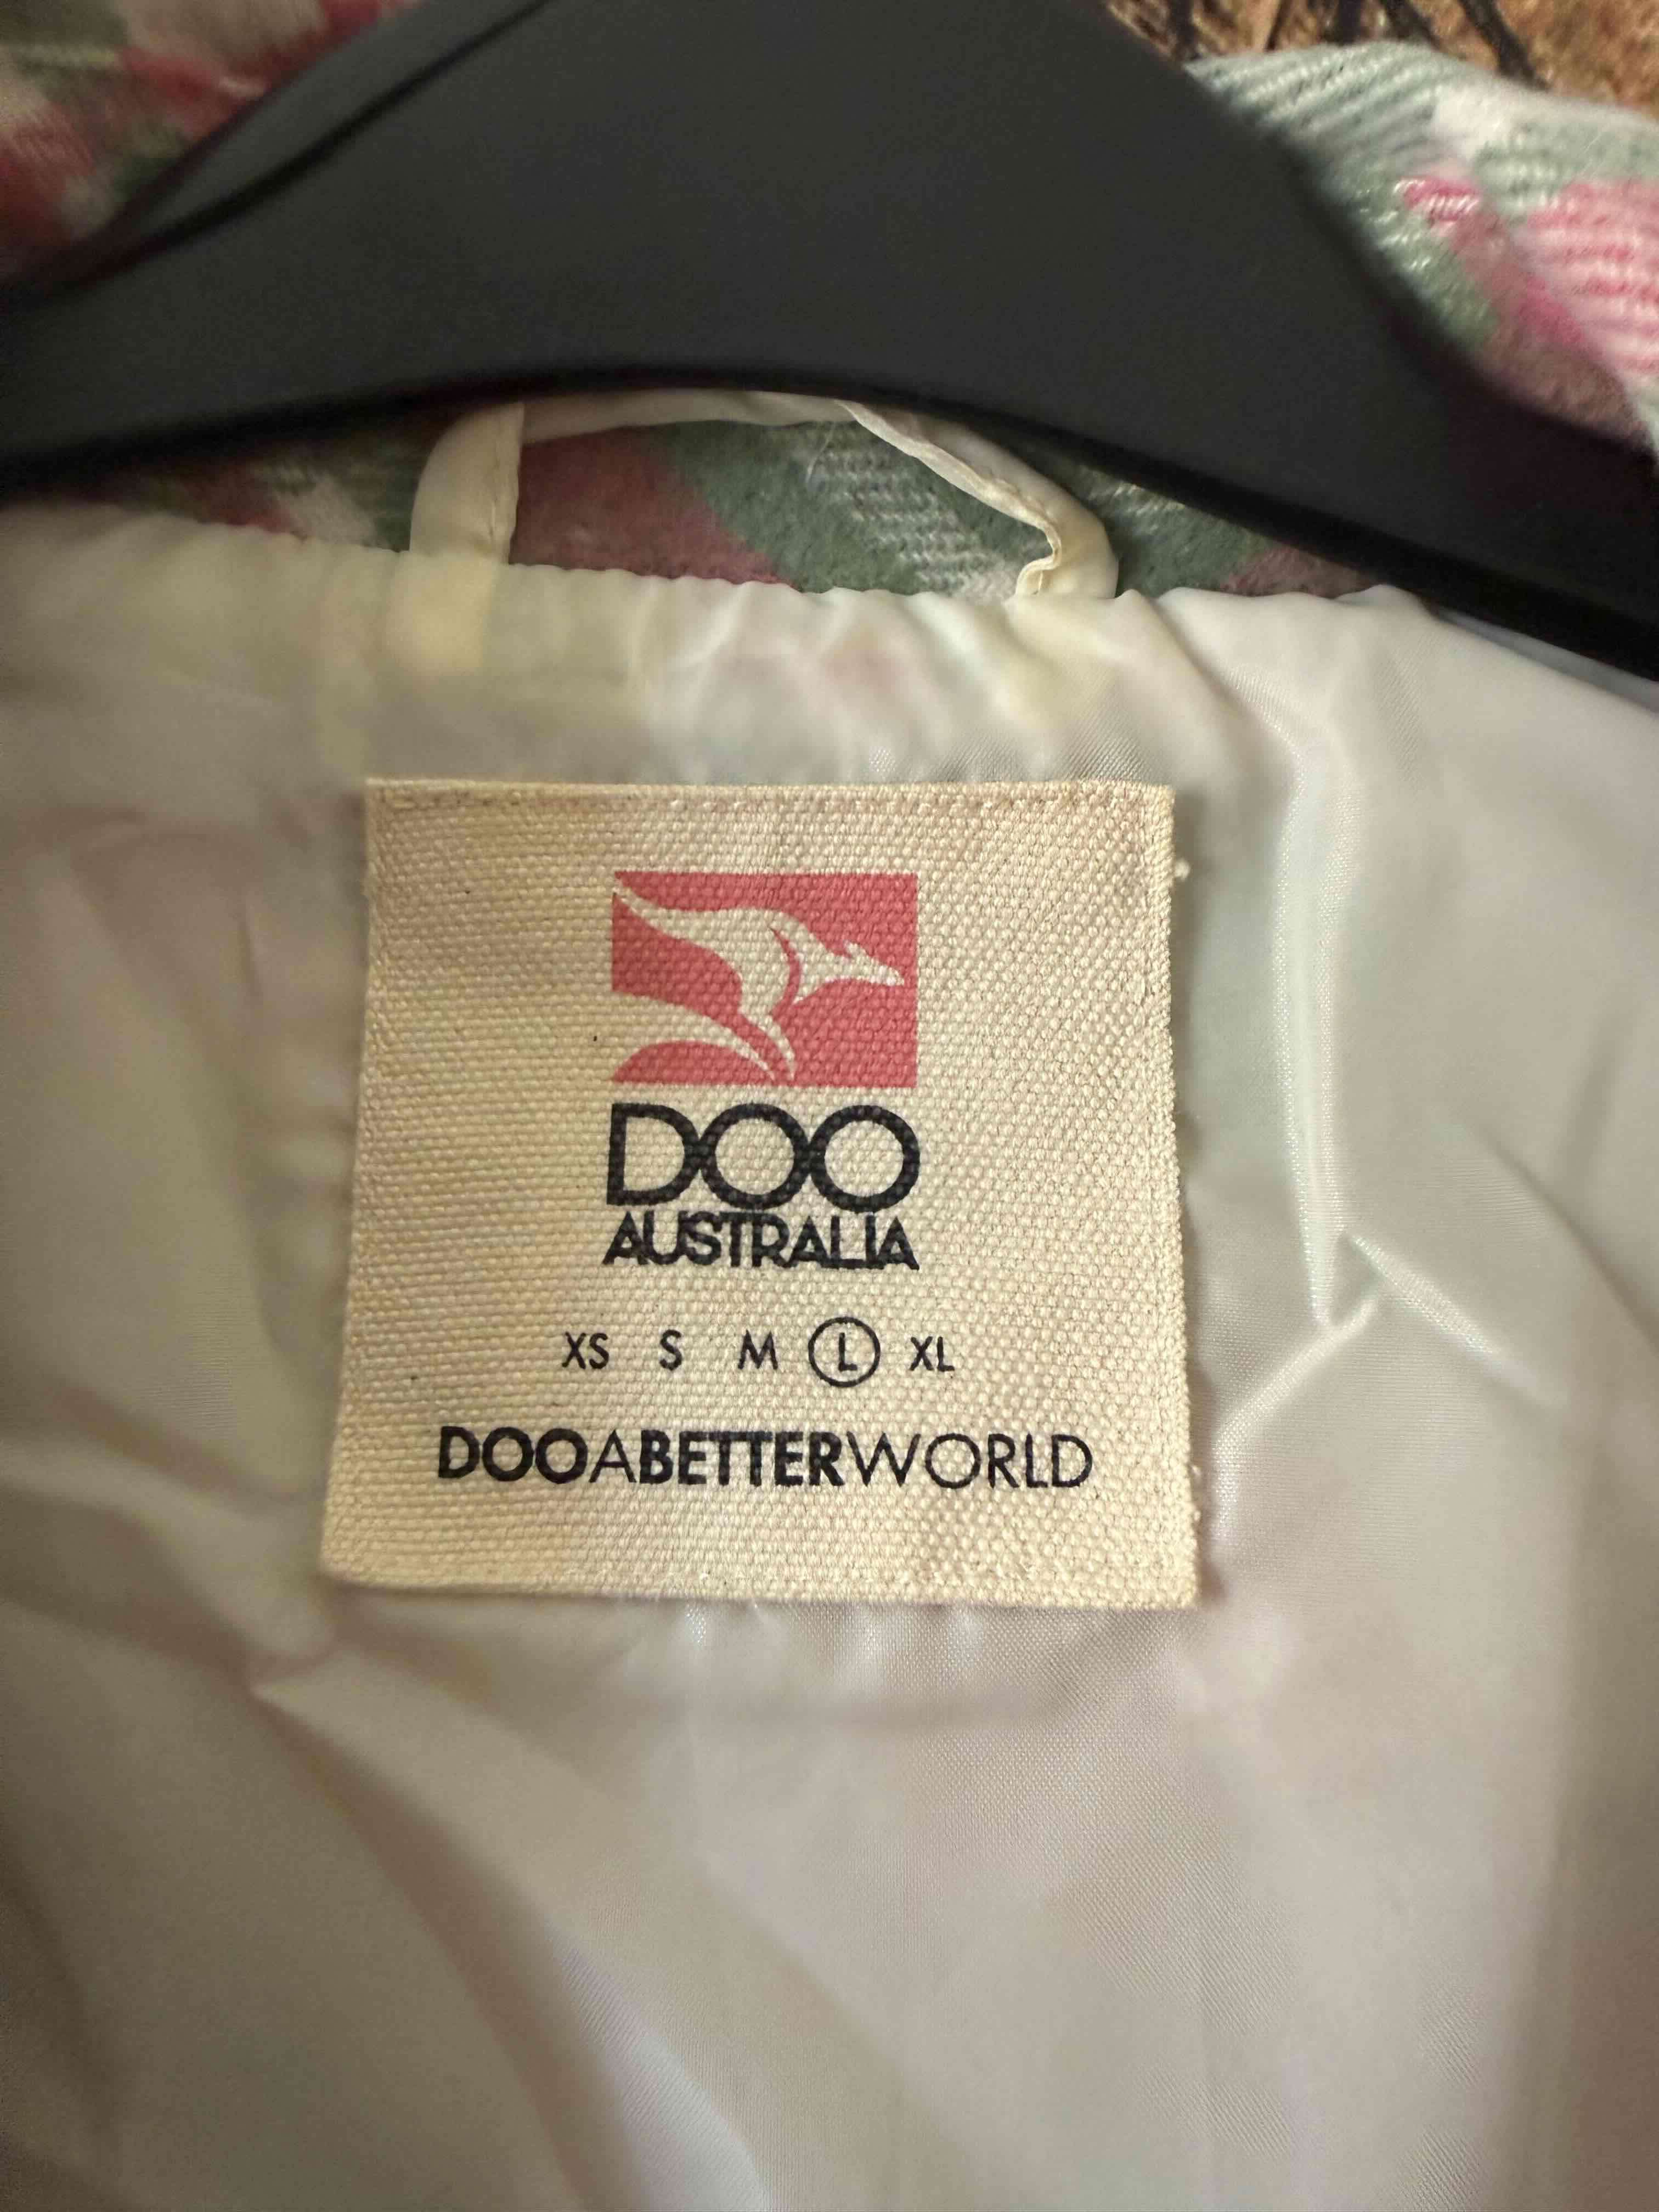 DOO
AUSTRALIA
XS S M L XL
DOOABETTERWORLD